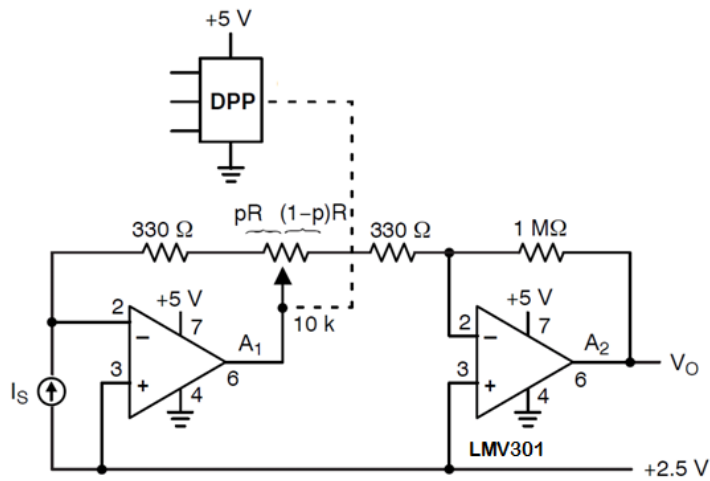 +5 V
DPP
pR (1–p)R
330 Ω
330 Ω
1 MΩ
+5 V
+5 V
2
7
10 k
2
7
–
–
A1
A2
3
6
3
6
VO
+
+
IS
4
4
LMV301
+2.5 V